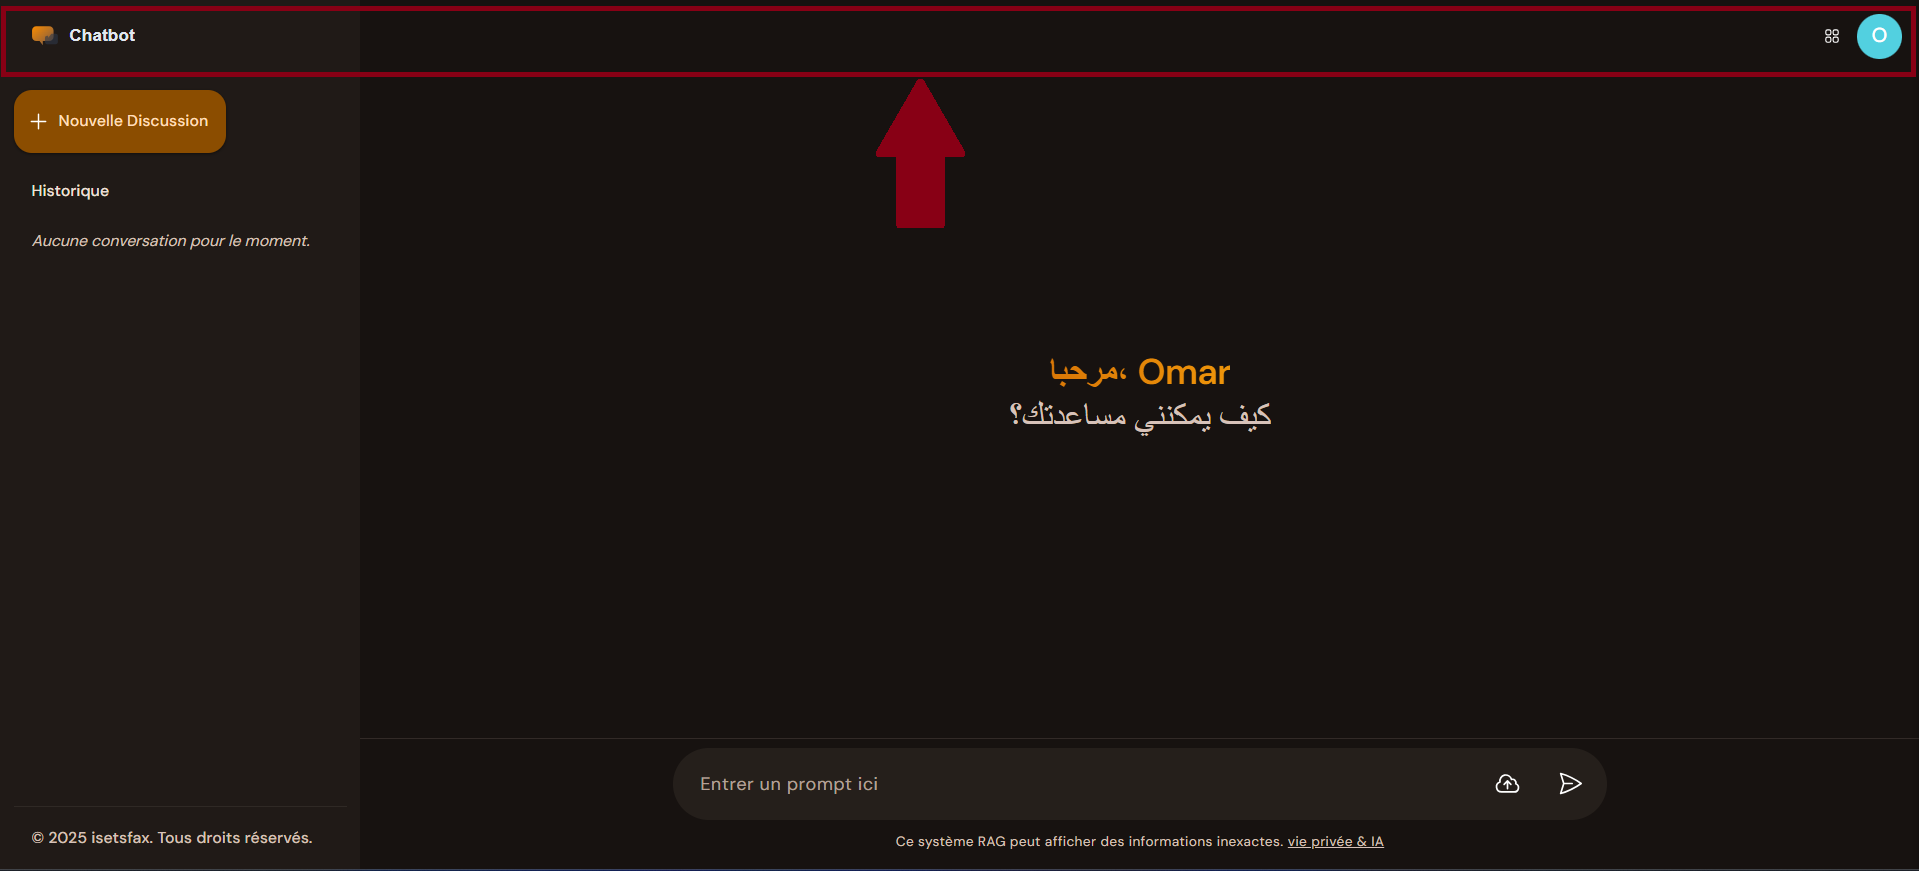 Chatbot
O
Nouvelle Discussion
Historique
Aucune conversation pour le moment.
مرحبا، Omar
كيف يمكنني مساعدتك؟
Entrer un prompt ici
Ce système RAG peut afficher des informations inexactes. vie privée & IA
© 2025 isetsfax. Tous droits réservés.